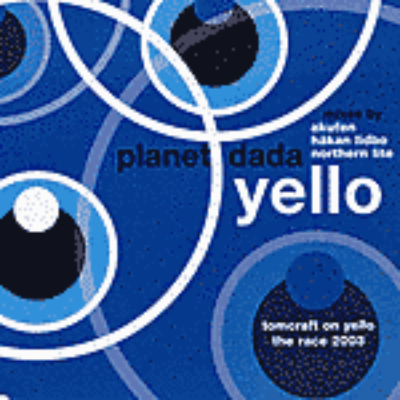 mixes by
akufen
håkan lidbo
northern lite
planet dada
yello
tomcraft on yello
the race 2003